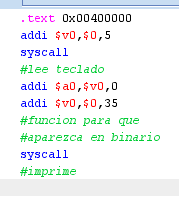 .text 0x00400000
addi $v0,$0,5
syscall
#lee teclado
addi $a0,$v0,0
addi $v0,$0,35
#funcion para que
#aparezca en binario
syscall
#imprime